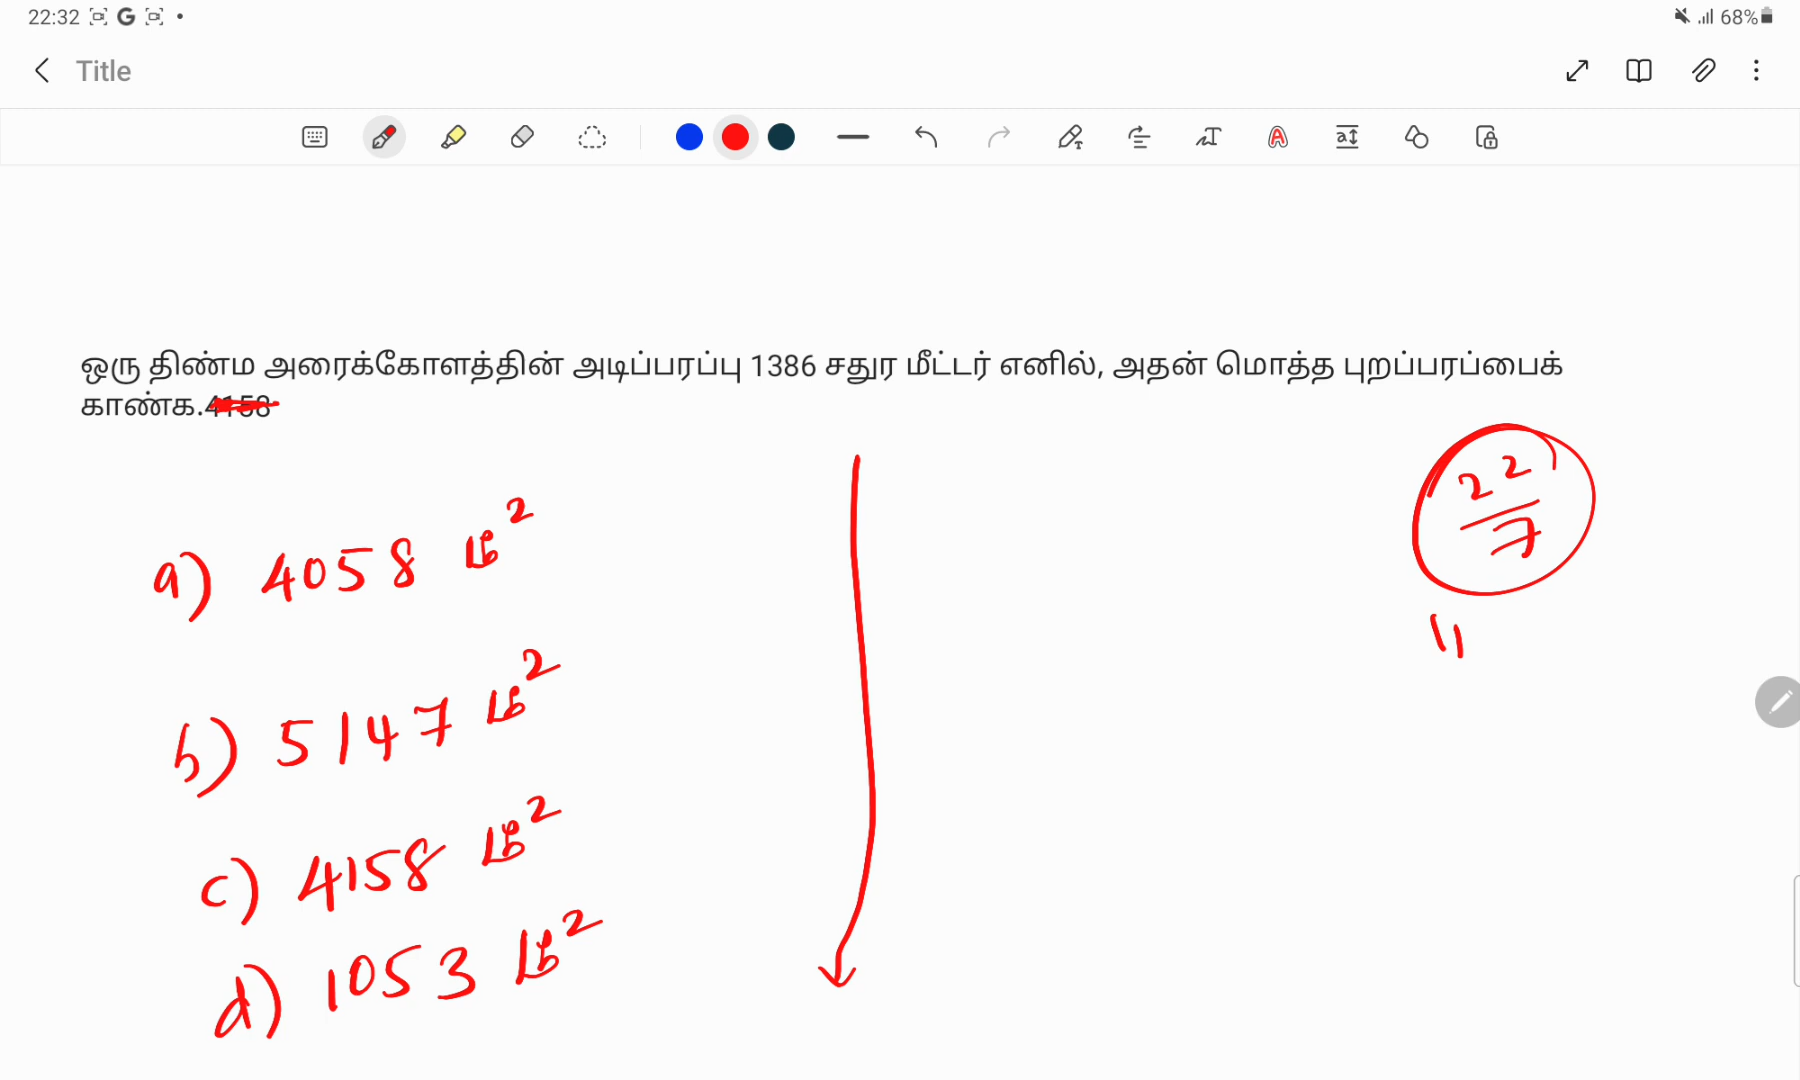 22:32
68%
Title
ஒரு திண்ம அரைக்கோளத்தின் அடிப்பரப்பு 1386 சதுர மீட்டர் எனில், அதன் மொத்த புறப்பரப்பைக்
காண்க.4158
22/7
11
a) 4058 மீ²
b) 5147 மீ²
c) 4158 மீ²
d) 1053 மீ²